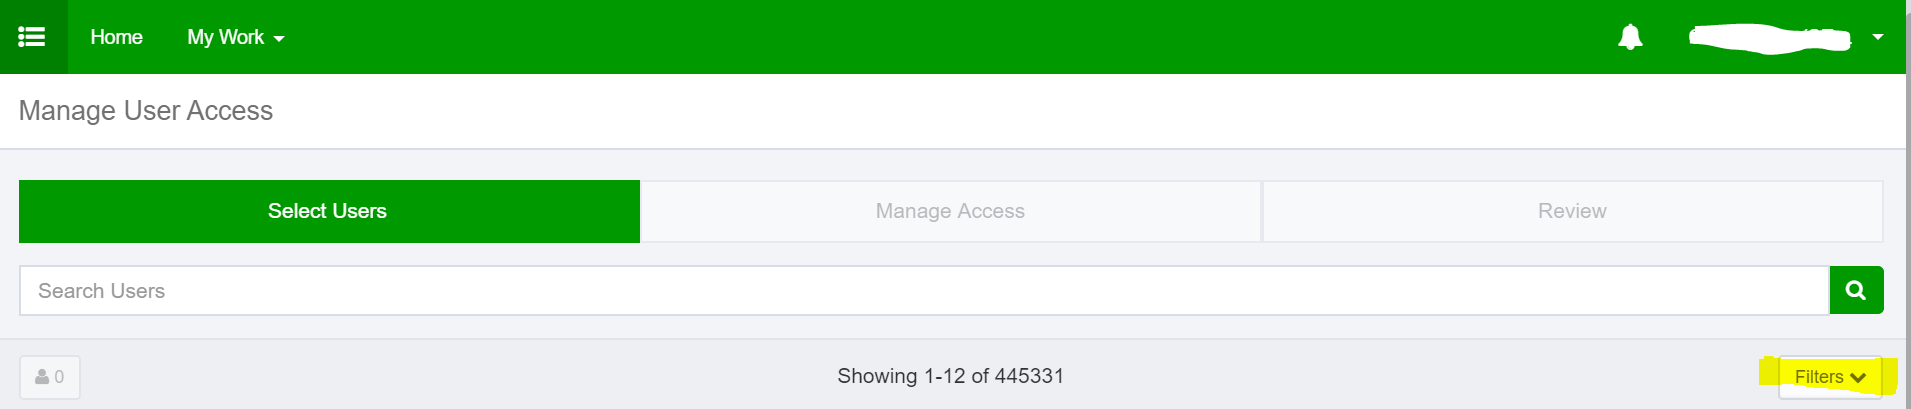 Home My Work
Manage User Access
Select Users Manage Access Review
Search Users
0 Showing 1-12 of 445331 Filters